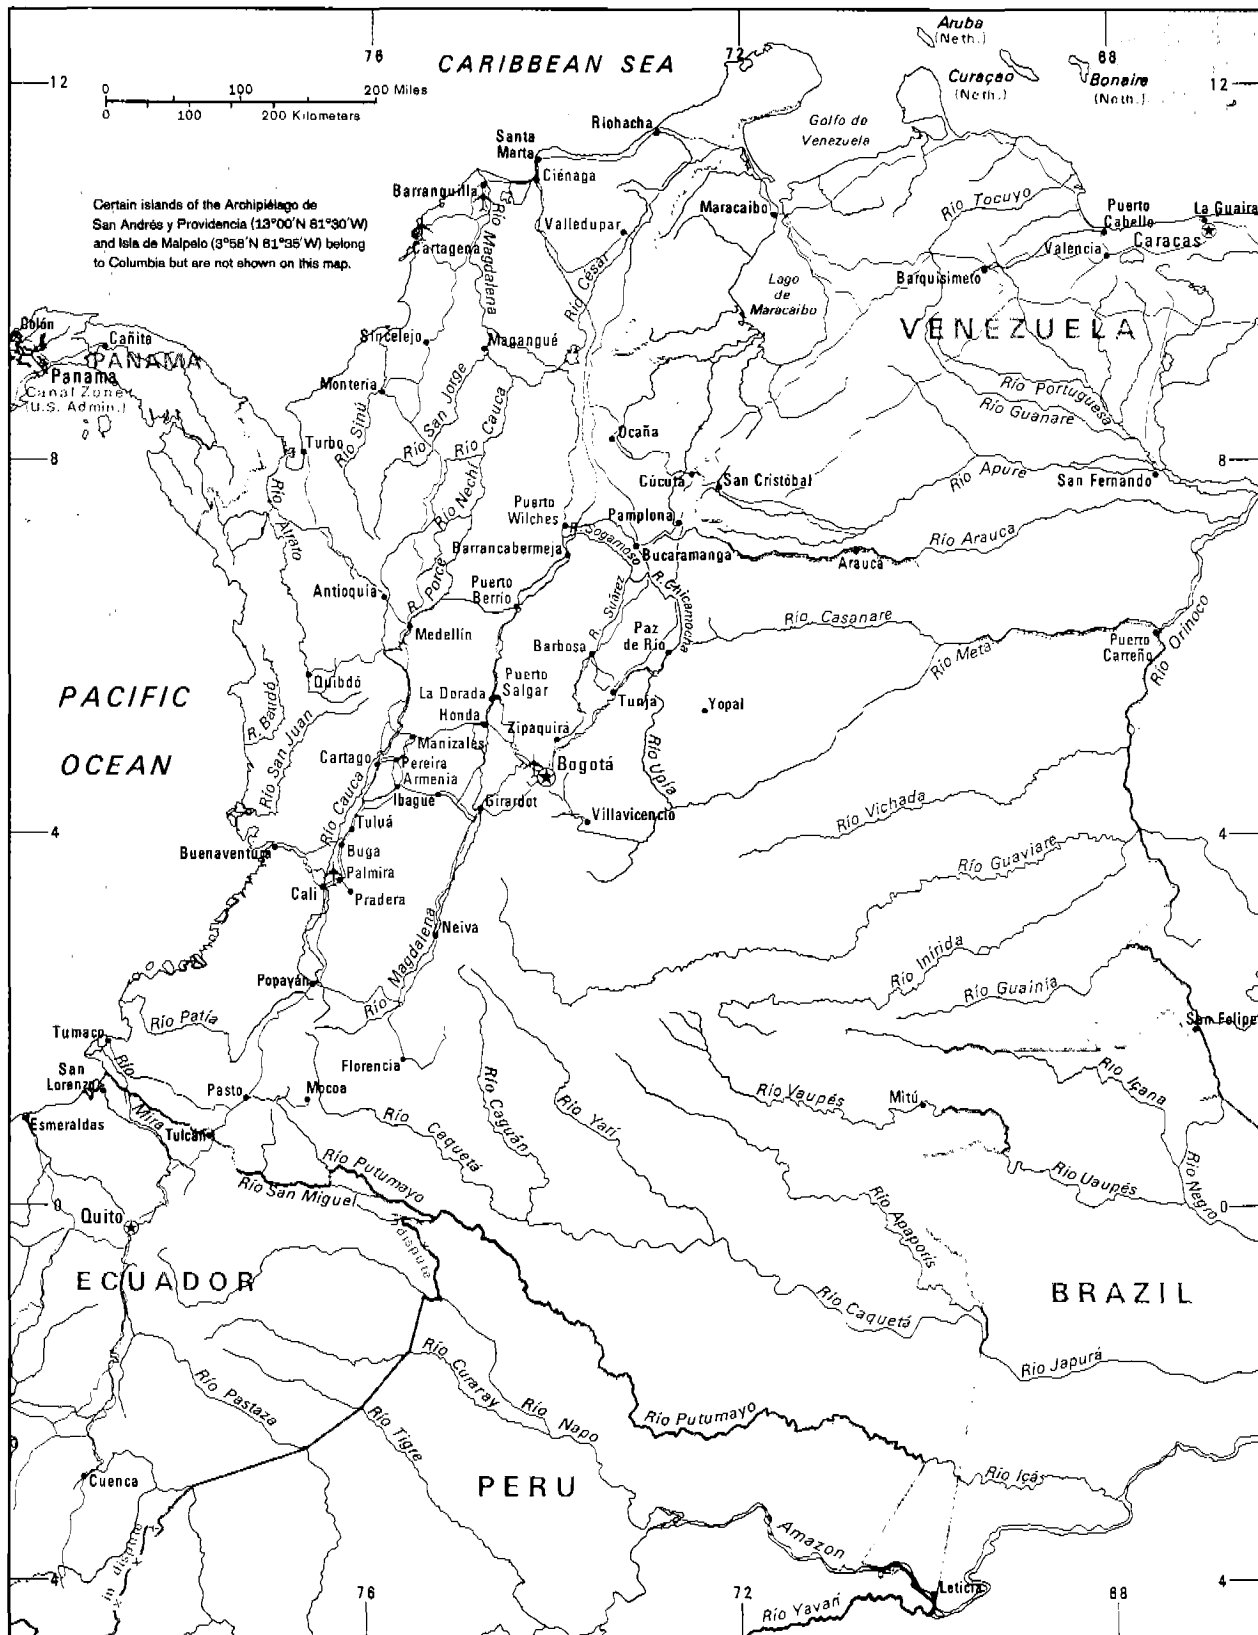 76
72
68
Aruba
(Neth.)
CARIBBEAN SEA
12
12
0 100 200 Miles
0 100 200 Kilometers
Curaçao
(Neth.)
Bonaire
(Neth.)
Golfo de
Venezuela
Riohacha
Santa
Marta
Ciénaga
Barranquilla
Certain islands of the Archipiélago de
San Andrés y Providencia (13°00'N 81°30'W)
and Isla de Malpelo (3°58'N 81°35'W) belong
to Columbia but are not shown on this map.
Río Magdalena
Cartagena
Valledupar
Río César
Maracaibo
Río Tocuyo
Puerto
Cabello
La Guaira
Caracas
Valencia
Barquisimeto
Lago
de
Maracaibo
VENEZUELA
Colón
Cañita
PANAMA
Panama
Canal Zone
(U.S. Admin.)
Sincelejo
Magangué
Montería
Río Sinú
Río San Jorge
Río Cauca
Río Portuguesa
Río Guanare
Turbo
Ocaña
8
8
Río Nechí
Cúcuta
San Cristóbal
Río Apure
San Fernando
Río Atrato
Puerto
Wilches
Pamplona
R. Sogamoso
Barrancabermeja
Bucaramanga
Arauca
Río Arauca
Antioquia
R. Porce
Puerto
Berrío
R. Suárez
R. Chicamocha
Río Casanare
Medellín
Barbosa
Paz
de Río
Río Meta
Puerto
Carreño
Río Orinoco
PACIFIC
OCEAN
Quibdó
R. Baudó
Río San Juan
La Dorada
Puerto
Salgar
Honda
Tunja
Yopal
Zipaquirá
Manizales
Cartago
Pereira
Armenia
Bogotá
Río Upía
Río Cauca
Ibagué
Girardot
Villavicencio
Río Vichada
Tuluá
4
4
Buenaventura
Buga
Palmira
Cali
Pradera
Río Guaviare
Neiva
Río Magdalena
Río Inírida
Popayán
Río Guainía
San Felipe
Río Patía
Tumaco
Florencia
San
Lorenzo
Río
Mira
Pasto
Mocoa
Río Caguán
Río Yarí
Río Vaupés
Mitú
Río Içana
Esmeraldas
Tulcán
Río
Caquetá
Río Putumayo
Río San Miguel
Río Uaupés
Río Negro
0
0
Quito
in dispute
Río Apaporis
ECUADOR
BRAZIL
Río Caquetá
Río Japurá
Río Curaray
Río Pastaza
Río Tigre
Río Napo
Río Putumayo
Cuenca
PERU
Río Içá
Amazon
in dispute
Leticia
4
4
76
72
68
Río Yavarí